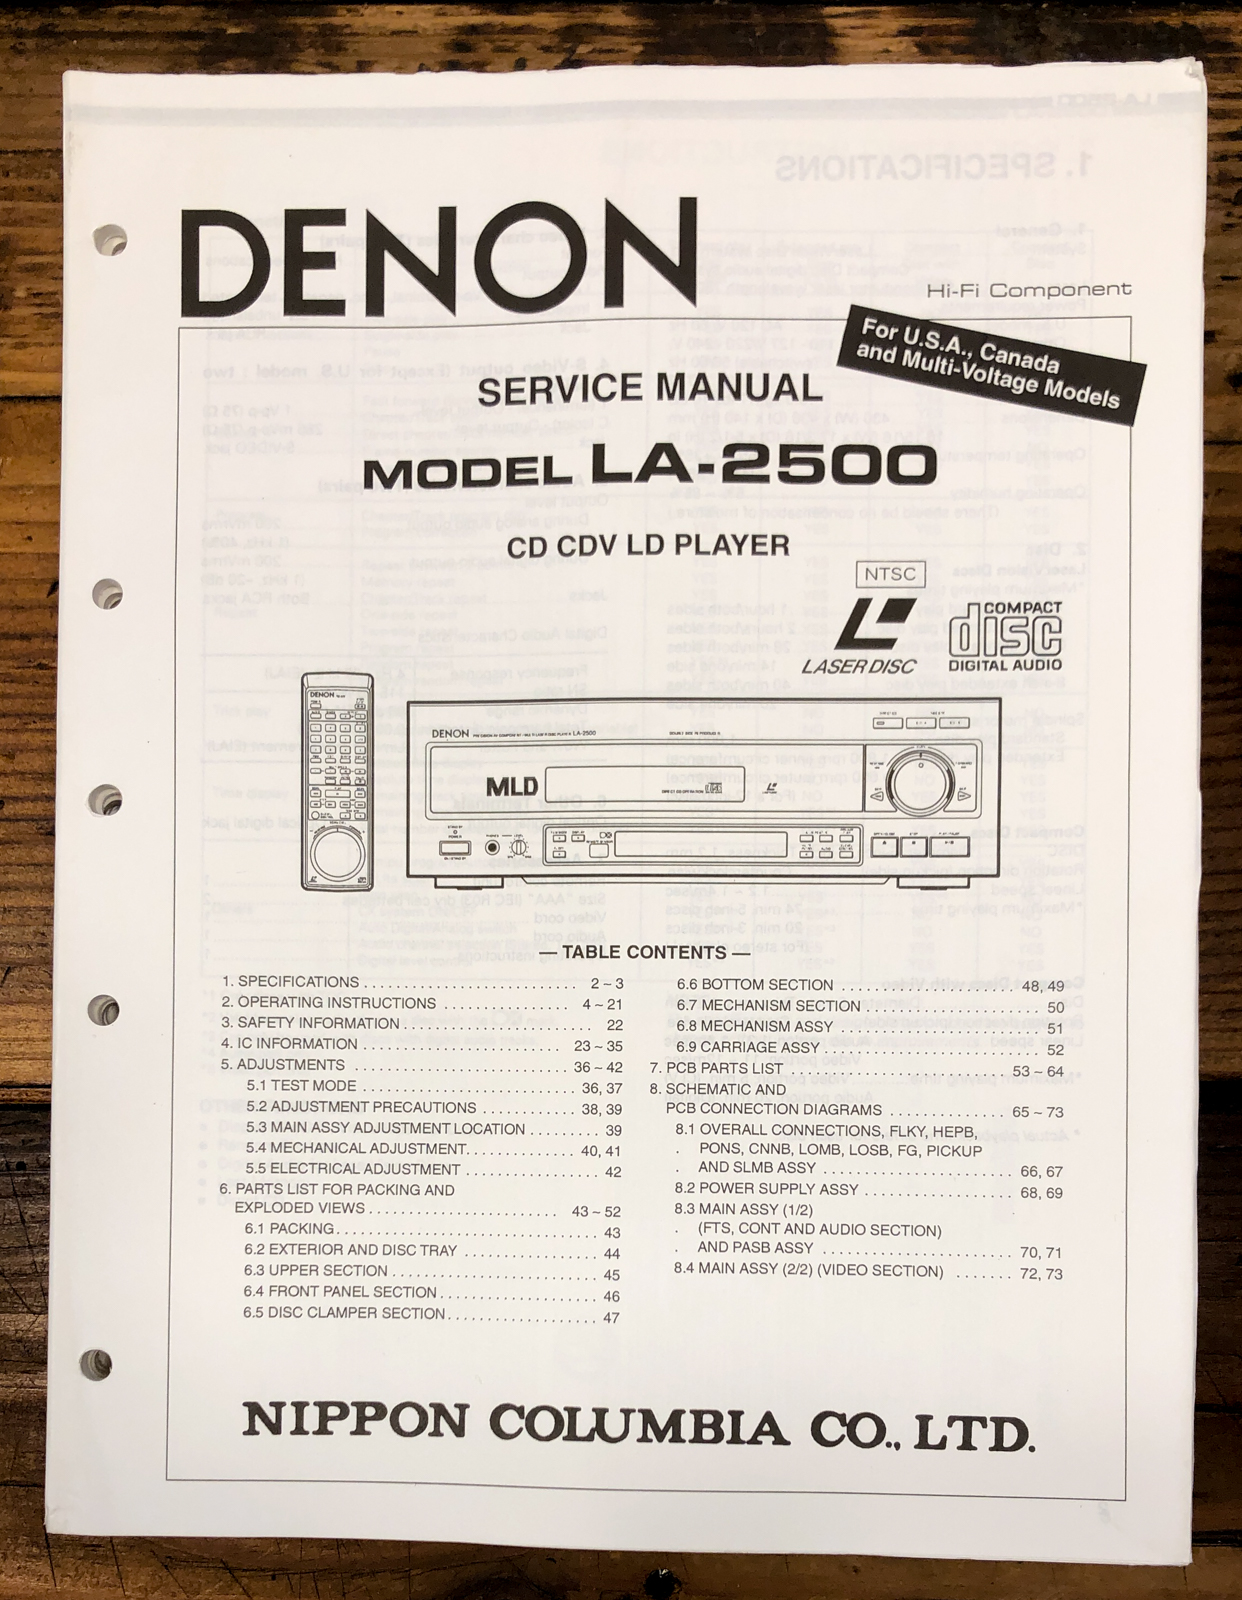 DENON
Hi-Fi Component
For U.S.A., Canada
and Multi-Voltage Models
SERVICE MANUAL
MODEL LA-2500
CD CDV LD PLAYER
NTSC
LASER DISC
COMPACT
disc
DIGITAL AUDIO
DENON
DENON
LA-2500
MLD
— TABLE CONTENTS —
1. SPECIFICATIONS . . . . . . . . . . . . . . . . . . . . . . . . . . 2 ~ 3
2. OPERATING INSTRUCTIONS . . . . . . . . . . . . . . . . 4 ~ 21
3. SAFETY INFORMATION . . . . . . . . . . . . . . . . . . . . . . 22
4. IC INFORMATION . . . . . . . . . . . . . . . . . . . . . . . 23 ~ 35
5. ADJUSTMENTS . . . . . . . . . . . . . . . . . . . . . . . . . 36 ~ 42
5.1 TEST MODE . . . . . . . . . . . . . . . . . . . . . . . . 36, 37
5.2 ADJUSTMENT PRECAUTIONS . . . . . . . . . . . 38, 39
5.3 MAIN ASSY ADJUSTMENT LOCATION . . . . . . . . 39
5.4 MECHANICAL ADJUSTMENT. . . . . . . . . . . . . 40, 41
5.5 ELECTRICAL ADJUSTMENT . . . . . . . . . . . . . . . . 42
6. PARTS LIST FOR PACKING AND
EXPLODED VIEWS . . . . . . . . . . . . . . . . . . . . . 43 ~ 52
6.1 PACKING . . . . . . . . . . . . . . . . . . . . . . . . . . . . . . 43
6.2 EXTERIOR AND DISC TRAY . . . . . . . . . . . . . . . . 44
6.3 UPPER SECTION . . . . . . . . . . . . . . . . . . . . . . . . 45
6.4 FRONT PANEL SECTION . . . . . . . . . . . . . . . . . . 46
6.5 DISC CLAMPER SECTION . . . . . . . . . . . . . . . . . 47
6.6 BOTTOM SECTION . . . . . . . . . . . . . . . . . . . . 48, 49
6.7 MECHANISM SECTION . . . . . . . . . . . . . . . . . . . . 50
6.8 MECHANISM ASSY . . . . . . . . . . . . . . . . . . . . . . . 51
6.9 CARRIAGE ASSY . . . . . . . . . . . . . . . . . . . . . . . . 52
7. PCB PARTS LIST . . . . . . . . . . . . . . . . . . . . . . . . 53 ~ 64
8. SCHEMATIC AND
PCB CONNECTION DIAGRAMS . . . . . . . . . . . . . 65 ~ 73
8.1 OVERALL CONNECTIONS, FLKY, HEPB,
PONS, CNNB, LOMB, LOSB, FG, PICKUP
AND SLMB ASSY . . . . . . . . . . . . . . . . . . . . . . 66, 67
8.2 POWER SUPPLY ASSY . . . . . . . . . . . . . . . . . 68, 69
8.3 MAIN ASSY (1/2)
(FTS, CONT AND AUDIO SECTION)
AND PASB ASSY . . . . . . . . . . . . . . . . . . . . . . 70, 71
8.4 MAIN ASSY (2/2) (VIDEO SECTION) . . . . . . . 72, 73
NIPPON COLUMBIA CO., LTD.